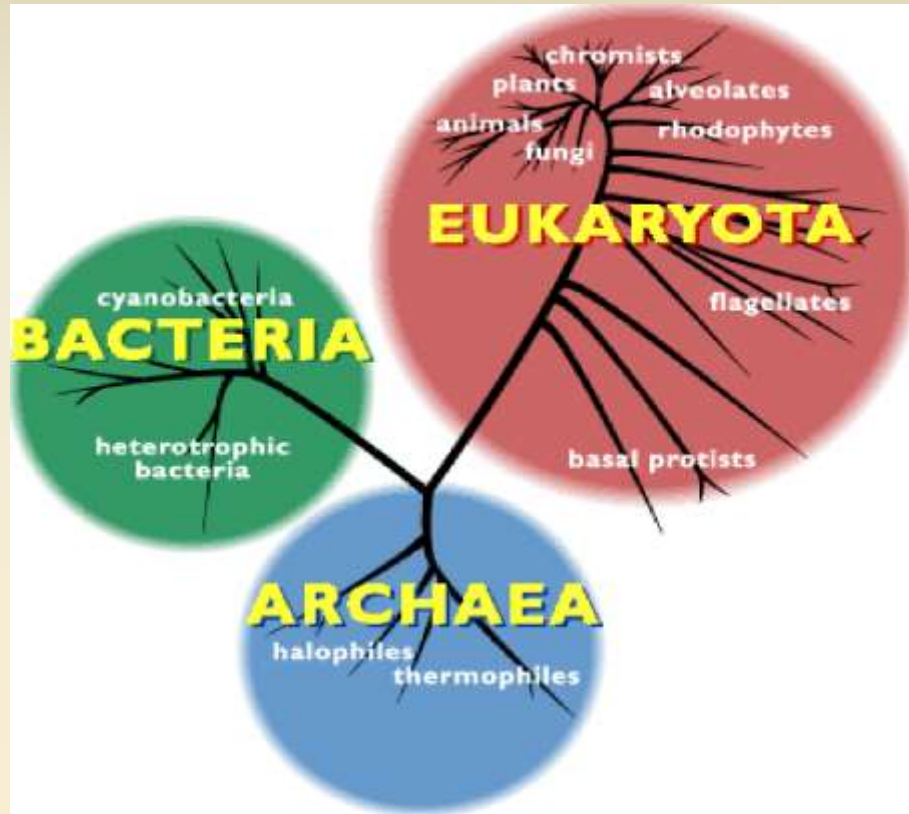 chromists
plants
alveolates
animals
rhodophytes
fungi
EUKARYOTA
cyanobacteria
flagellates
BACTERIA
heterotrophic
bacteria
basal protists
ARCHAEA
halophiles
thermophiles